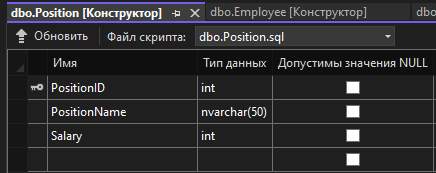 dbo.Position [Конструктор] dbo.Employee [Конструктор] dbo
Обновить Файл скрипта: dbo.Position.sql
Имя Тип данных Допустимы значения NULL
PositionID int
PositionName nvarchar(50)
Salary int